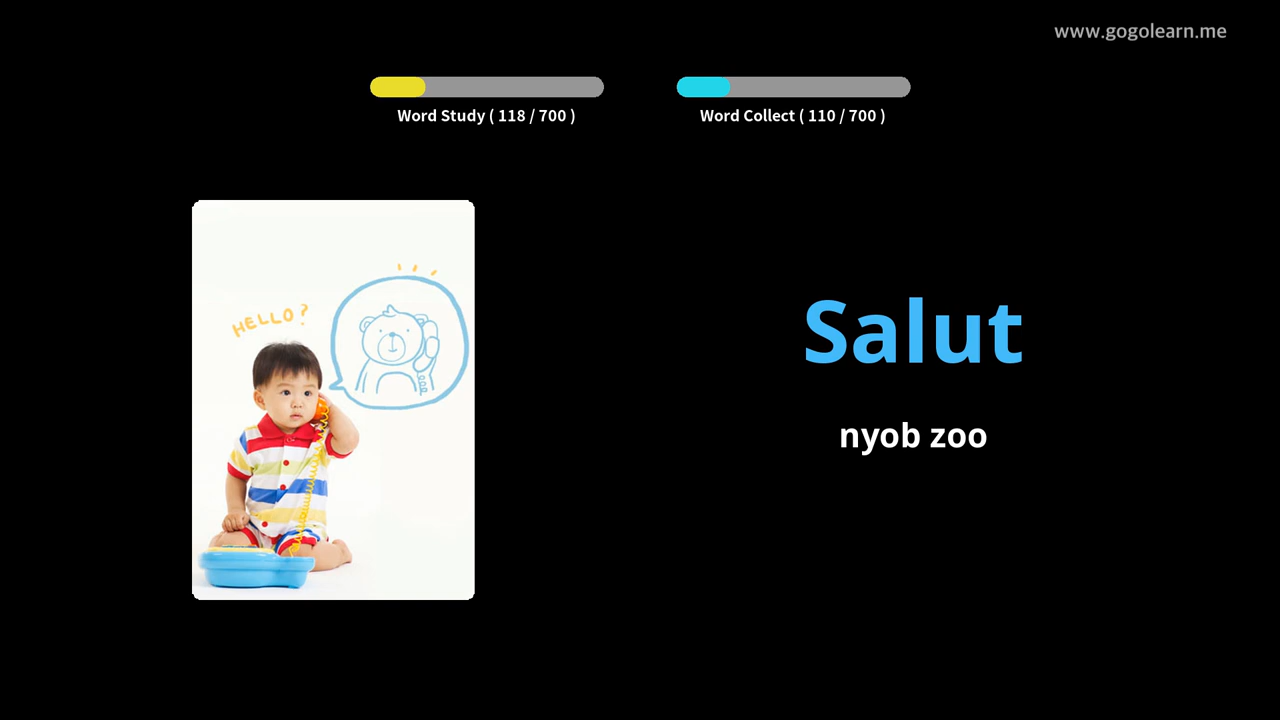 www.gogolearn.me
Word Study ( 118 / 700 )
Word Collect ( 110 / 700 )
HELLO?
Salut
nyob zoo